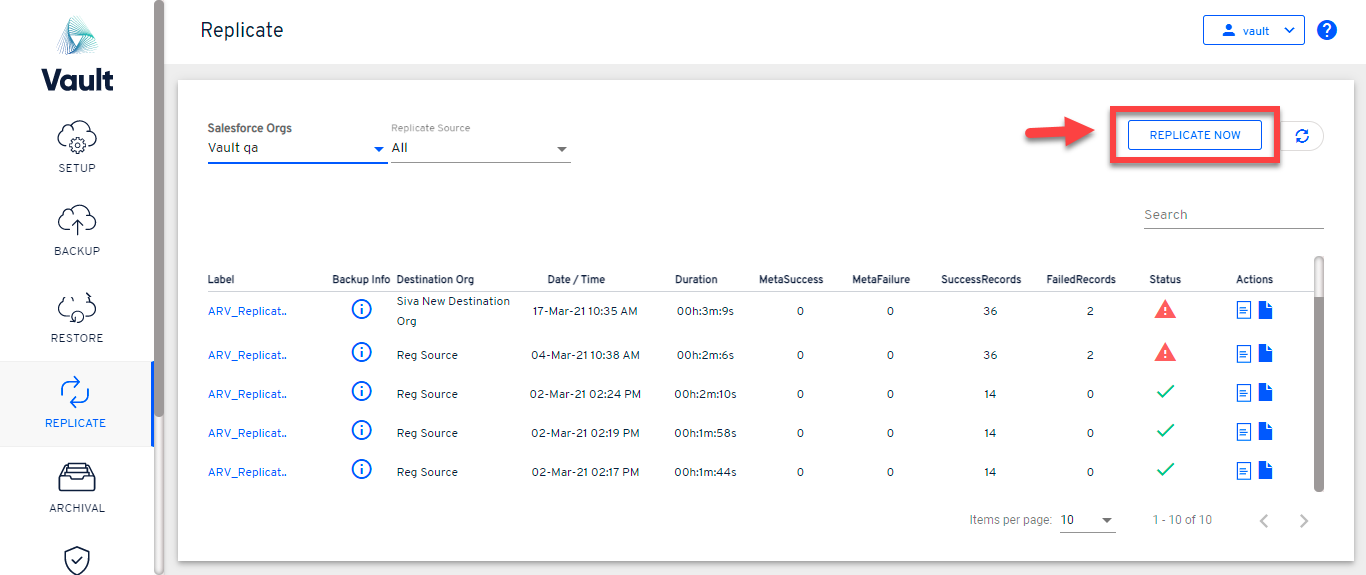 Vault
SETUP
BACKUP
RESTORE
REPLICATE
ARCHIVAL
Replicate
vault
?
Salesforce Orgs
Vault qa
Replicate Source
All
REPLICATE NOW
Search
Label Backup Info Destination Org Date / Time Duration MetaSuccess MetaFailure SuccessRecords FailedRecords Status Actions
ARV_Replicat.. Siva New Destination Org 17-Mar-21 10:35 AM 00h:3m:9s 0 0 36 2
ARV_Replicat.. Reg Source 04-Mar-21 10:38 AM 00h:2m:6s 0 0 36 2
ARV_Replicat.. Reg Source 02-Mar-21 02:24 PM 00h:2m:10s 0 0 14 0
ARV_Replicat.. Reg Source 02-Mar-21 02:19 PM 00h:1m:58s 0 0 14 0
ARV_Replicat.. Reg Source 02-Mar-21 02:17 PM 00h:1m:44s 0 0 14 0
Items per page: 10 1 - 10 of 10